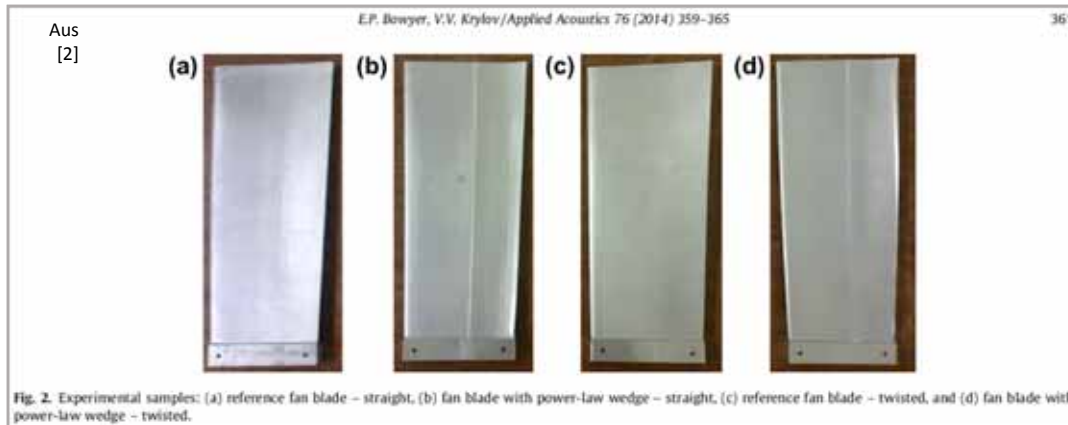 Aus
[2]
E.P. Bowyer, V.V. Krylov / Applied Acoustics 76 (2014) 359–365
361
(a)
(b)
(c)
(d)
Fig. 2. Experimental samples: (a) reference fan blade – straight, (b) fan blade with power-law wedge – straight, (c) reference fan blade – twisted, and (d) fan blade with
power-law wedge – twisted.